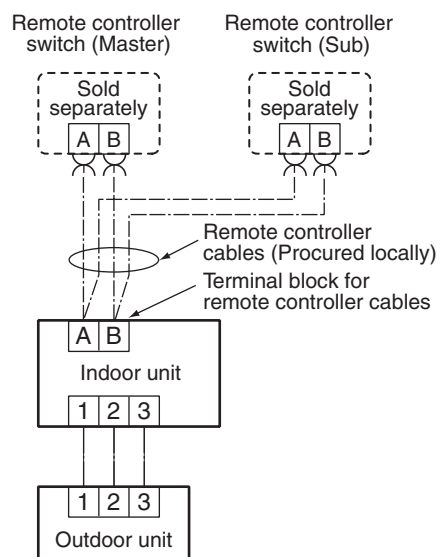 Remote controller
switch (Master)
Remote controller
switch (Sub)
Sold
separately
A B
Sold
separately
A B
Remote controller
cables (Procured locally)
Terminal block for
remote controller cables
A B
Indoor unit
1 2 3
1 2 3
Outdoor unit